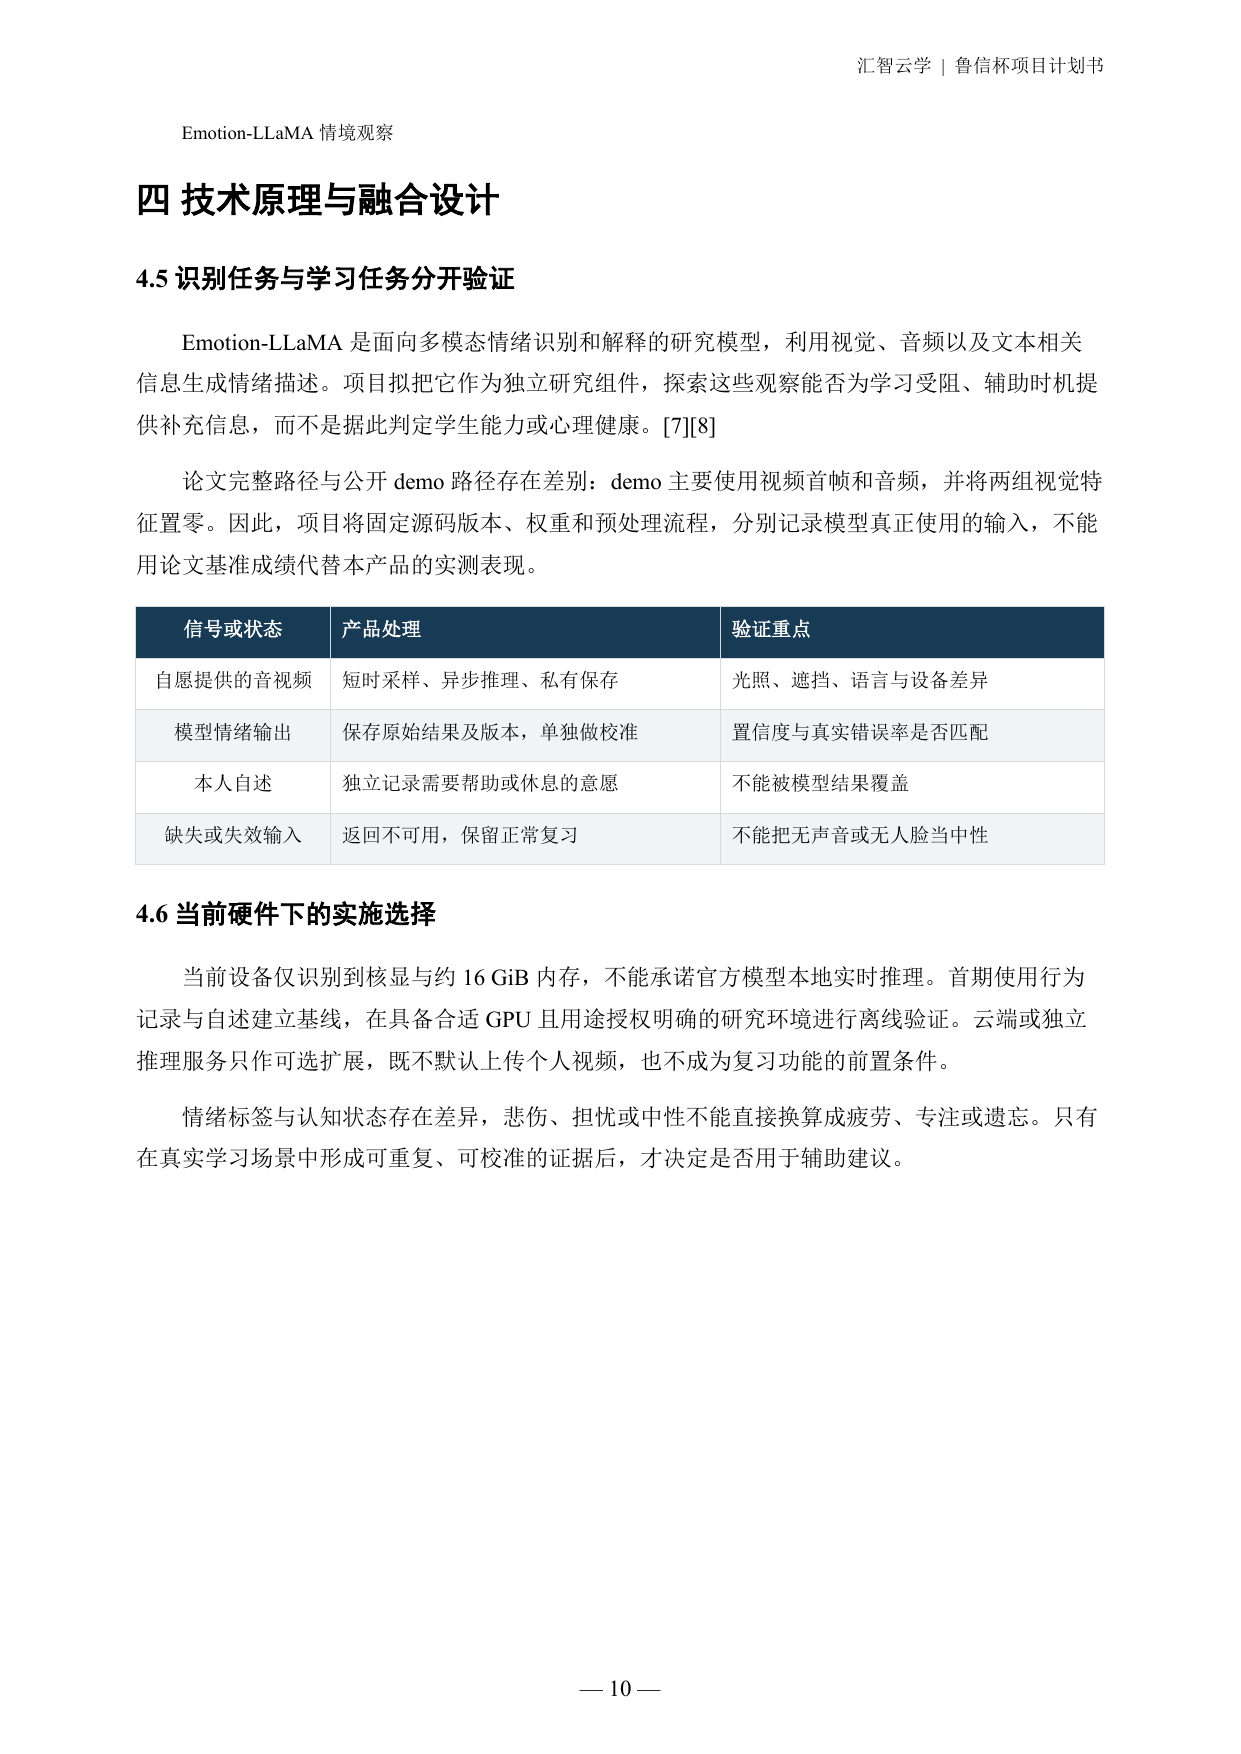 汇智云学 | 鲁信杯项目计划书
Emotion-LLaMA 情境观察
四 技术原理与融合设计
4.5 识别任务与学习任务分开验证
Emotion-LLaMA 是面向多模态情绪识别和解释的研究模型，利用视觉、音频以及文本相关
信息生成情绪描述。项目拟把它作为独立研究组件，探索这些观察能否为学习受阻、辅助时机提
供补充信息，而不是据此判定学生能力或心理健康。[7][8]
论文完整路径与公开 demo 路径存在差别：demo 主要使用视频首帧和音频，并将两组视觉特
征置零。因此，项目将固定源码版本、权重和预处理流程，分别记录模型真正使用的输入，不能
用论文基准成绩代替本产品的实测表现。
信号或状态 产品处理 验证重点
自愿提供的音视频 短时采样、异步推理、私有保存 光照、遮挡、语言与设备差异
模型情绪输出 保存原始结果及版本，单独做校准 置信度与真实错误率是否匹配
本人自述 独立记录需要帮助或休息的意愿 不能被模型结果覆盖
缺失或失效输入 返回不可用，保留正常复习 不能把无声音或无人脸当中性
4.6 当前硬件下的实施选择
当前设备仅识别到核显与约 16 GiB 内存，不能承诺官方模型本地实时推理。首期使用行为
记录与自述建立基线，在具备合适 GPU 且用途授权明确的研究环境进行离线验证。云端或独立
推理服务只作可选扩展，既不默认上传个人视频，也不成为复习功能的前置条件。
情绪标签与认知状态存在差异，悲伤、担忧或中性不能直接换算成疲劳、专注或遗忘。只有
在真实学习场景中形成可重复、可校准的证据后，才决定是否用于辅助建议。
— 10 —